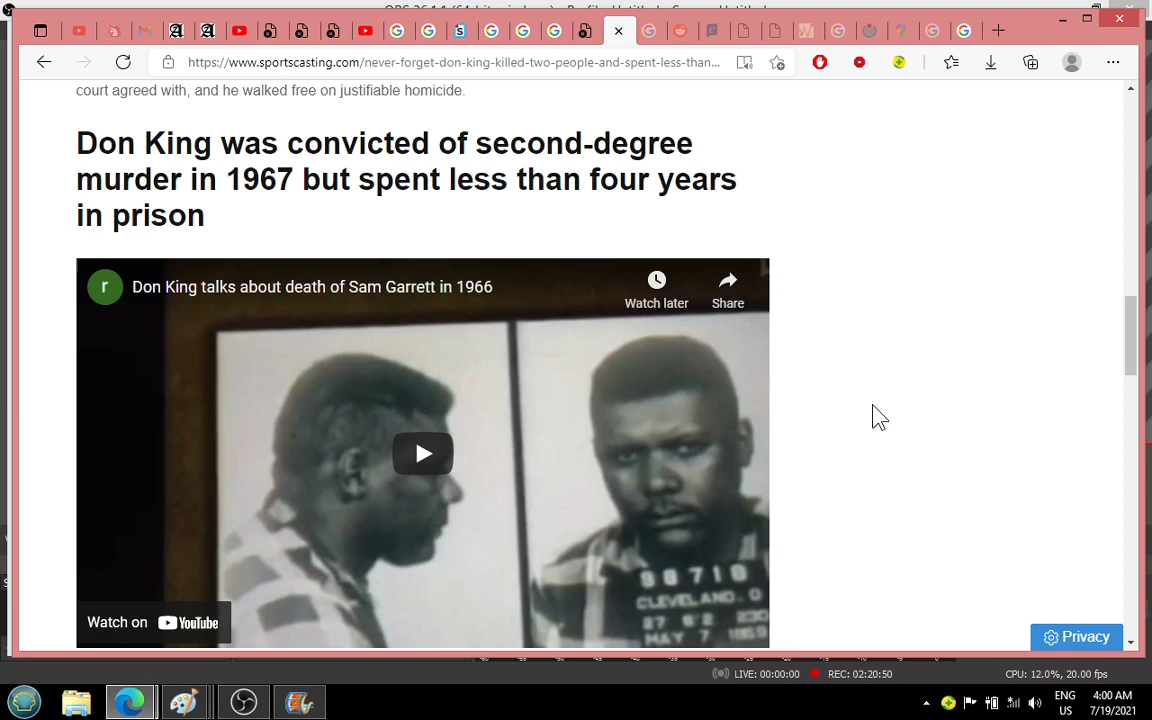 https://www.sportscasting.com/never-forget-don-king-killed-two-people-and-spent-less-than...
court agreed with, and he walked free on justifiable homicide.
Don King was convicted of second-degree
murder in 1967 but spent less than four years
in prison
r
Don King talks about death of Sam Garrett in 1966
Watch later
Share
CLEVELAND. O
Watch on YouTube
Privacy
LIVE: 00:00:00
REC: 02:20:50
CPU: 12.0%, 20.00 fps
ENG
US
4:00 AM
7/19/2021